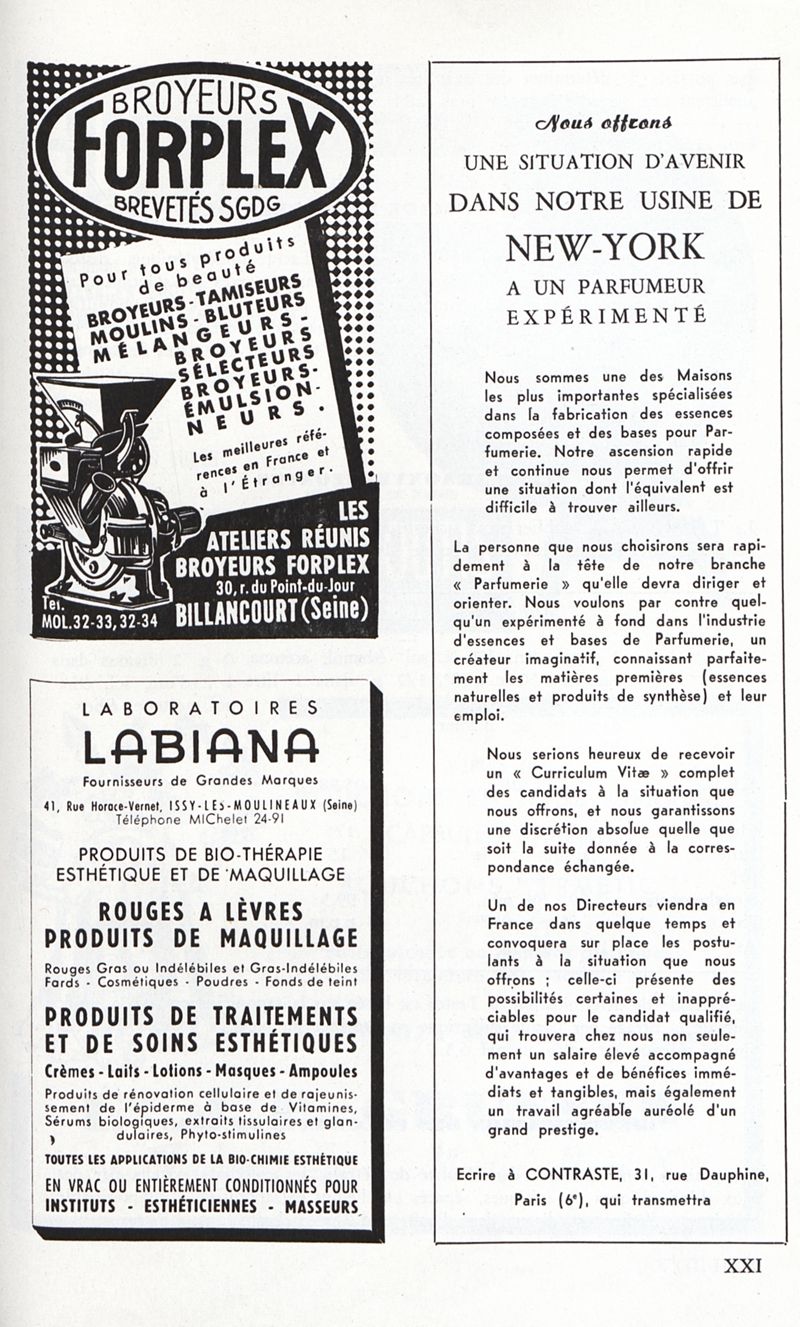 BROYEURS
FORPLEX
BREVETÉS SGDG
Pour tous produits
de beauté
BROYEURS-TAMISEURS
MOULINS-BLUTEURS
MÉLANGEURS-
BROYEURS
SÉLECTEURS
BROYEURS-
ÉMULSION-
NEURS.
Les meilleures réfé-
rences en France et
à l'Étranger.
LES
ATELIERS RÉUNIS
BROYEURS FORPLEX
30, r. du Point-du-Jour
BILLANCOURT (Seine)
Tél.
MOL.32-33, 32-34
LABORATOIRES
LABIANA
Fournisseurs de Grandes Marques
41, Rue Horace-Vernet, ISSY-LES-MOULINEAUX (Seine)
Téléphone MIChelet 24-91
PRODUITS DE BIO-THÉRAPIE
ESTHÉTIQUE ET DE MAQUILLAGE
ROUGES A LÈVRES
PRODUITS DE MAQUILLAGE
Rouges Gras ou Indélébiles et Gras-Indélébiles
Fards - Cosmétiques - Poudres - Fonds de teint
PRODUITS DE TRAITEMENTS
ET DE SOINS ESTHÉTIQUES
Crèmes - Laits - Lotions - Masques - Ampoules
Produits de rénovation cellulaire et de rajeunis-
sement de l'épiderme à base de Vitamines,
Sérums biologiques, extraits tissulaires et glan-
dulaires, Phyto-stimulines
TOUTES LES APPLICATIONS DE LA BIO-CHIMIE ESTHÉTIQUE
EN VRAC OU ENTIÈREMENT CONDITIONNÉS POUR
INSTITUTS - ESTHÉTICIENNES - MASSEURS
Nous offrons
UNE SITUATION D'AVENIR
DANS NOTRE USINE DE
NEW-YORK
A UN PARFUMEUR
EXPÉRIMENTÉ
Nous sommes une des Maisons
les plus importantes spécialisées
dans la fabrication des essences
composées et des bases pour Par-
fumerie. Notre ascension rapide
et continue nous permet d'offrir
une situation dont l'équivalent est
difficile à trouver ailleurs.
La personne que nous choisirons sera rapi-
dement à la tête de notre branche
« Parfumerie » qu'elle devra diriger et
orienter. Nous voulons par contre quel-
qu'un expérimenté à fond dans l'industrie
d'essences et bases de Parfumerie, un
créateur imaginatif, connaissant parfaite-
ment les matières premières (essences
naturelles et produits de synthèse) et leur
emploi.
Nous serions heureux de recevoir
un « Curriculum Vitæ » complet
des candidats à la situation que
nous offrons, et nous garantissons
une discrétion absolue quelle que
soit la suite donnée à la corres-
pondance échangée.
Un de nos Directeurs viendra en
France dans quelque temps et
convoquera sur place les postu-
lants à la situation que nous
offrons ; celle-ci présente des
possibilités certaines et inappré-
ciables pour le candidat qualifié,
qui trouvera chez nous non seule-
ment un salaire élevé accompagné
d'avantages et de bénéfices immé-
diats et tangibles, mais également
un travail agréable auréolé d'un
grand prestige.
Ecrire à CONTRASTE, 31, rue Dauphine,
Paris (6e), qui transmettra
XXI